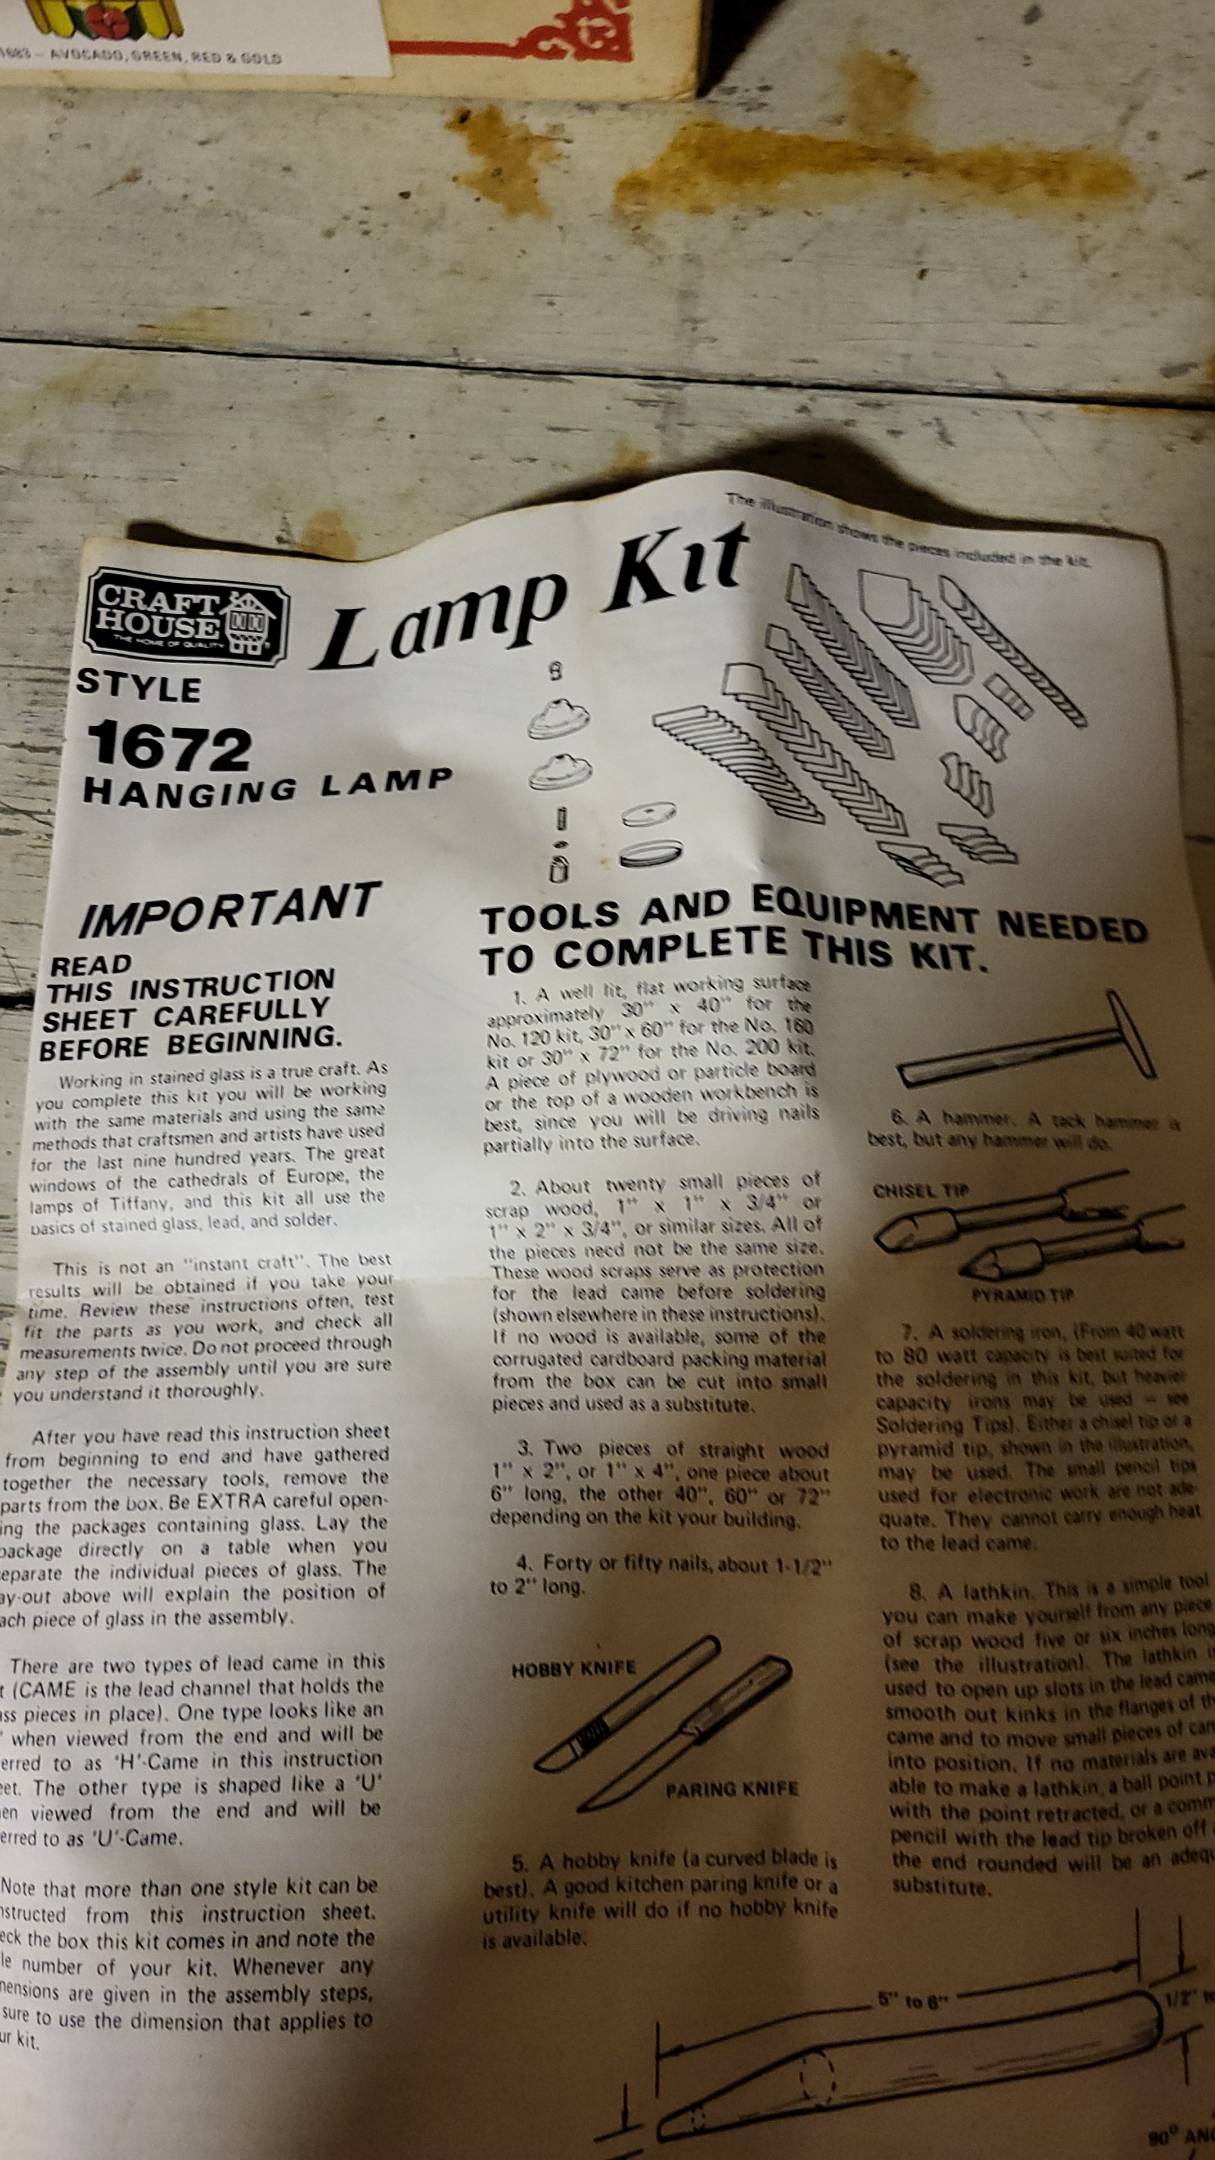 AVOCADO, GREEN, RED & GOLD
The illustration shows the pieces included in the kit.
CRAFT
HOUSE
THE HOME OF QUALITY
Lamp Kit
STYLE
1672
HANGING LAMP
IMPORTANT
READ
THIS INSTRUCTION
SHEET CAREFULLY
BEFORE BEGINNING.
Working in stained glass is a true craft. As
you complete this kit you will be working
with the same materials and using the same
methods that craftsmen and artists have used
for the last nine hundred years. The great
windows of the cathedrals of Europe, the
lamps of Tiffany, and this kit all use the
basics of stained glass, lead, and solder.
This is not an "instant craft". The best
results will be obtained if you take your
time. Review these instructions often, test
fit the parts as you work, and check all
measurements twice. Do not proceed through
any step of the assembly until you are sure
you understand it thoroughly.
After you have read this instruction sheet
from beginning to end and have gathered
together the necessary tools, remove the
parts from the box. Be EXTRA careful open-
ing the packages containing glass. Lay the
package directly on a table when you
eparate the individual pieces of glass. The
ay-out above will explain the position of
ach piece of glass in the assembly.
There are two types of lead came in this
t (CAME is the lead channel that holds the
ass pieces in place). One type looks like an
' when viewed from the end and will be
erred to as 'H'-Came in this instruction
eet. The other type is shaped like a 'U'
en viewed from the end and will be
erred to as 'U'-Came.
Note that more than one style kit can be
nstructed from this instruction sheet.
eck the box this kit comes in and note the
le number of your kit. Whenever any
mensions are given in the assembly steps,
sure to use the dimension that applies to
ur kit.
TOOLS AND EQUIPMENT NEEDED
TO COMPLETE THIS KIT.
1. A well lit, flat working surface
approximately 30" x 40" for the
No. 120 kit, 30" x 60" for the No. 160
kit or 30" x 72" for the No. 200 kit.
A piece of plywood or particle board
or the top of a wooden workbench is
best, since you will be driving nails
partially into the surface.
2. About twenty small pieces of
scrap wood, 1" x 1" x 3/4" or
1" x 2" x 3/4", or similar sizes. All of
the pieces need not be the same size.
These wood scraps serve as protection
for the lead came before soldering
(shown elsewhere in these instructions).
If no wood is available, some of the
corrugated cardboard packing material
from the box can be cut into small
pieces and used as a substitute.
3. Two pieces of straight wood
1" x 2", or 1" x 4", one piece about
6" long, the other 40", 60" or 72"
depending on the kit your building.
4. Forty or fifty nails, about 1-1/2"
to 2" long.
HOBBY KNIFE
PARING KNIFE
5. A hobby knife (a curved blade is
best). A good kitchen paring knife or a
utility knife will do if no hobby knife
is available.
6. A hammer. A tack hammer is
best, but any hammer will do.
CHISEL TIP
PYRAMID TIP
7. A soldering iron, (From 40 watt
to 80 watt capacity is best suited for
the soldering in this kit, but heavier
capacity irons may be used — see
Soldering Tips). Either a chisel tip or a
pyramid tip, shown in the illustration,
may be used. The small pencil tips
used for electronic work are not ade-
quate. They cannot carry enough heat
to the lead came.
8. A lathkin. This is a simple tool
you can make yourself from any piece
of scrap wood five or six inches long
(see the illustration). The lathkin i
used to open up slots in the lead came
smooth out kinks in the flanges of th
came and to move small pieces of cam
into position. If no materials are ava
able to make a lathkin, a ball point p
with the point retracted, or a comm
pencil with the lead tip broken off
the end rounded will be an adequ
substitute.
5" to 6"
1/2" to
90° ANG